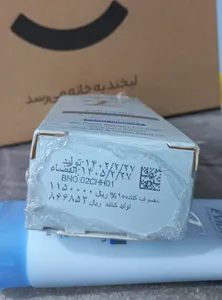 لبخند به خانه می‌رسد
تولید:۱۴۰۲/۲/۲۷
انقضاء:۱۴۰۵/۲/۲۷
BNO:02CHH01
مصرف کننده+۹٪ ریال
۱۱۵۰۰۰۰
تولید کننده ریال
۸۶۶۸۵۲